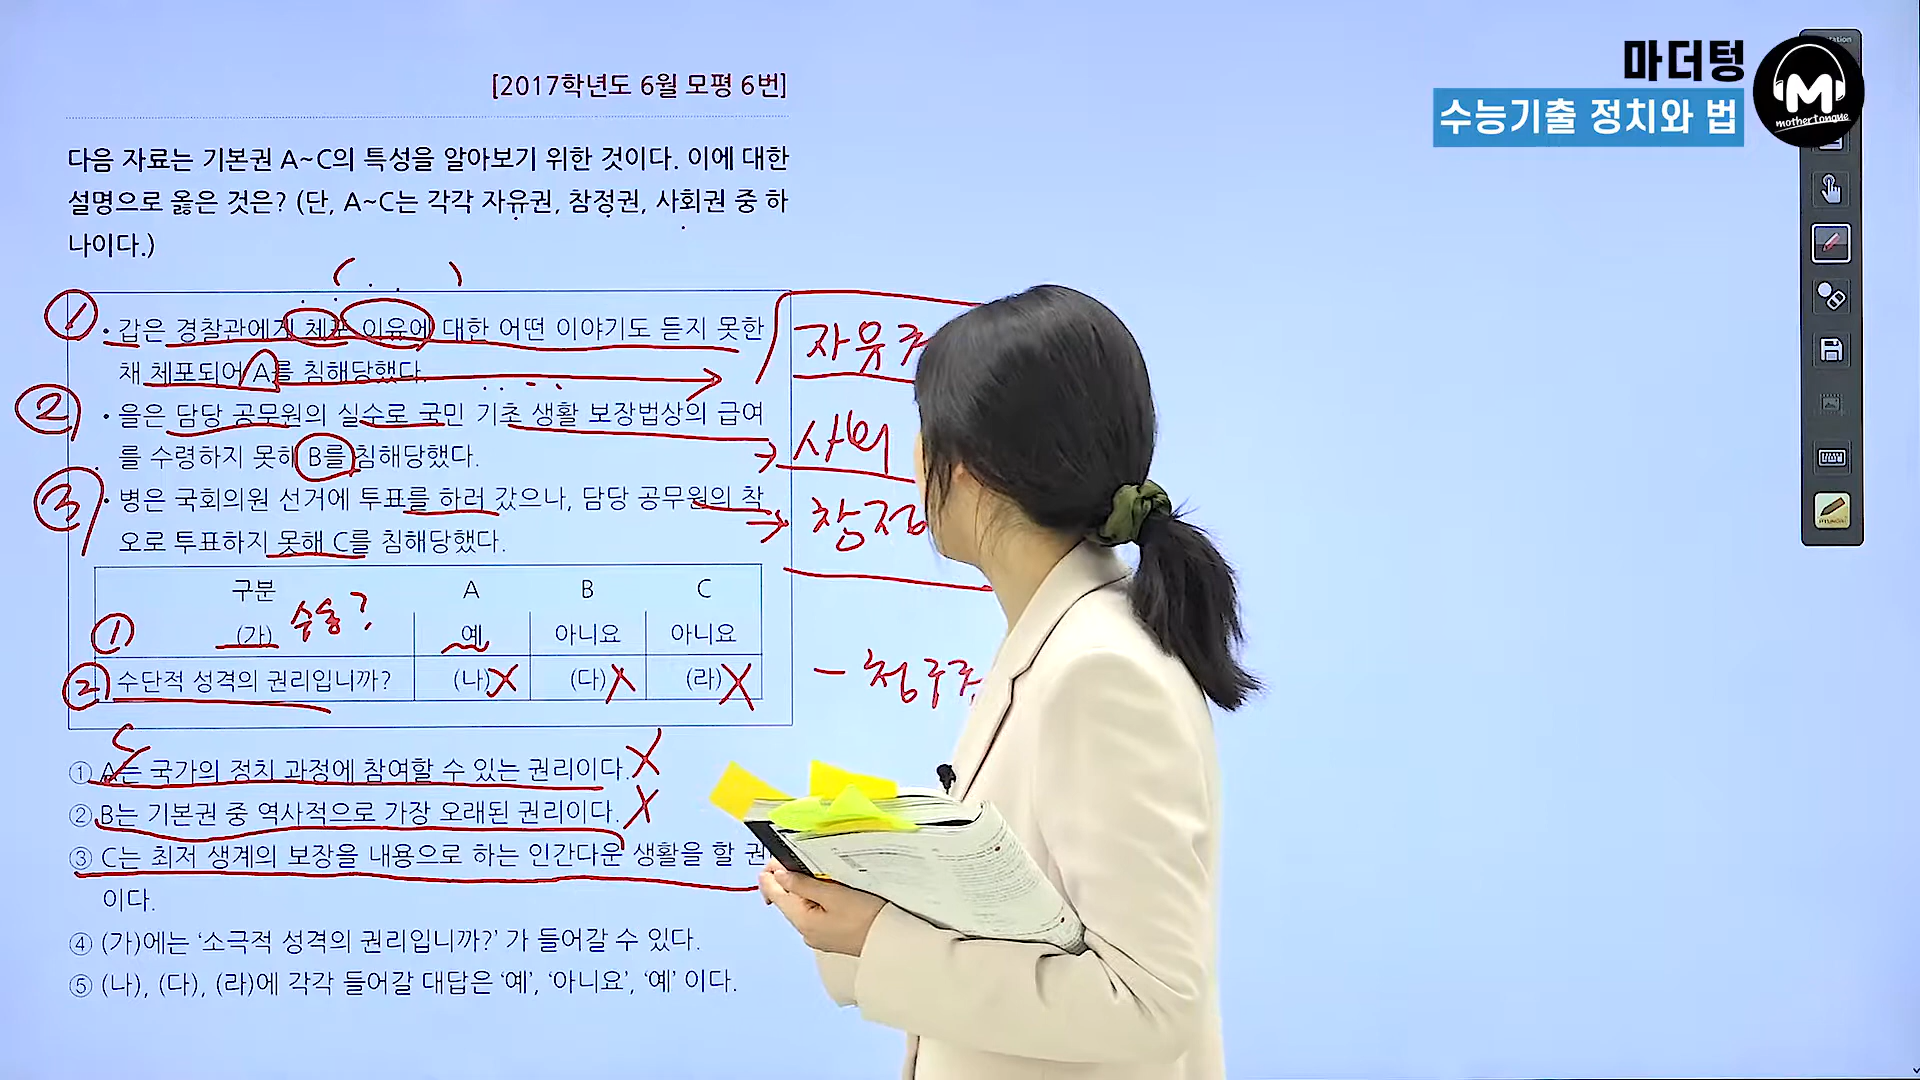 마더텅
수능기출 정치와 법
mothertongue
[2017학년도 6월 모평 6번]
다음 자료는 기본권 A~C의 특성을 알아보기 위한 것이다. 이에 대한
설명으로 옳은 것은? (단, A~C는 각각 자유권, 참정권, 사회권 중 하
나이다.)
① • 갑은 경찰관에게 체포 이유에 대한 어떤 이야기도 듣지 못한
채 체포되어 A를 침해당했다.
자유
② • 을은 담당 공무원의 실수로 국민 기초 생활 보장법상의 급여
를 수령하지 못해 B를 침해당했다.
사회
③ • 병은 국회의원 선거에 투표를 하러 갔으나, 담당 공무원의 착
오로 투표하지 못해 C를 침해당했다.
참정
구분 A B C
① (가) 수동? 예 아니요 아니요
② 수단적 성격의 권리입니까? (나)X (다)X (라)X
- 청구
C
① A는 국가의 정치 과정에 참여할 수 있는 권리이다. X
② B는 기본권 중 역사적으로 가장 오래된 권리이다. X
③ C는 최저 생계의 보장을 내용으로 하는 인간다운 생활을 할 권
이다.
④ (가)에는 ‘소극적 성격의 권리입니까?’ 가 들어갈 수 있다.
⑤ (나), (다), (라)에 각각 들어갈 대답은 ‘예’, ‘아니요’, ‘예’ 이다.